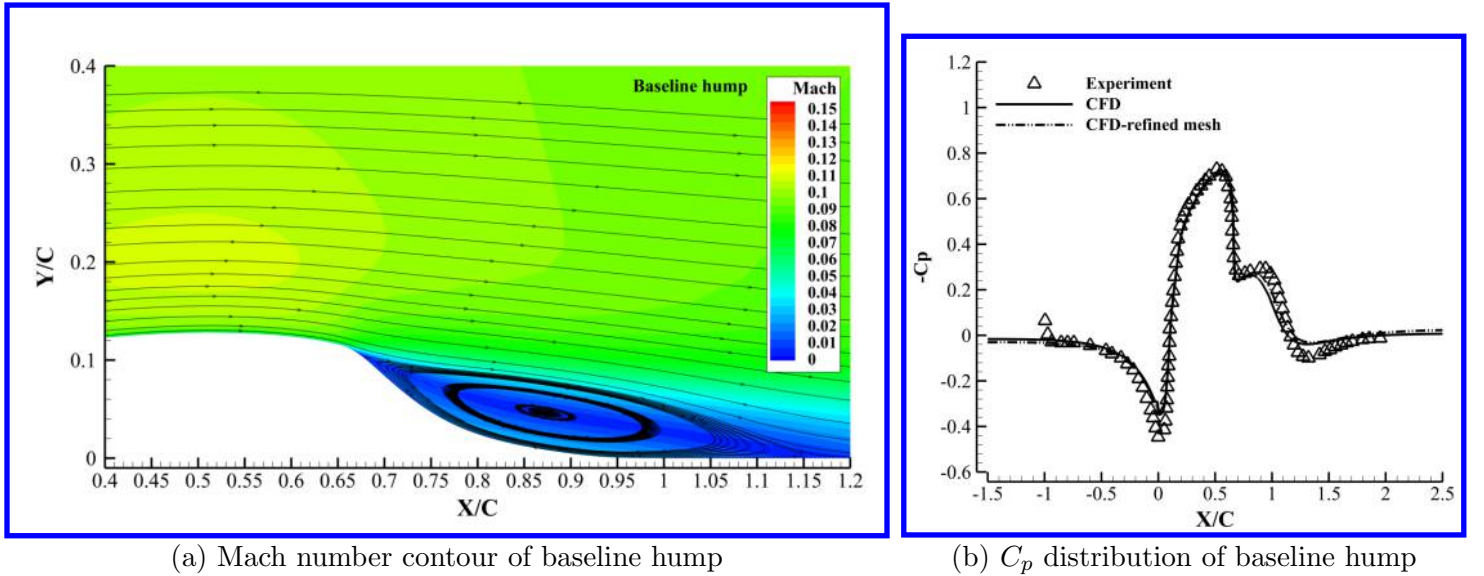 0.4
0.3
0.2
0.1
0
Y/C
0.4 0.45 0.5 0.55 0.6 0.65 0.7 0.75 0.8 0.85 0.9 0.95 1 1.05 1.1 1.15 1.2
X/C
Baseline hump
Mach
0.15
0.14
0.13
0.12
0.11
0.1
0.09
0.08
0.07
0.06
0.05
0.04
0.03
0.02
0.01
0
(a) Mach number contour of baseline hump
1.2
1
0.8
0.6
0.4
0.2
0
-0.2
-0.4
-0.6
-Cp
Experiment
CFD
CFD-refined mesh
-1.5 -1 -0.5 0 0.5 1 1.5 2 2.5
X/C
(b) Cp distribution of baseline hump